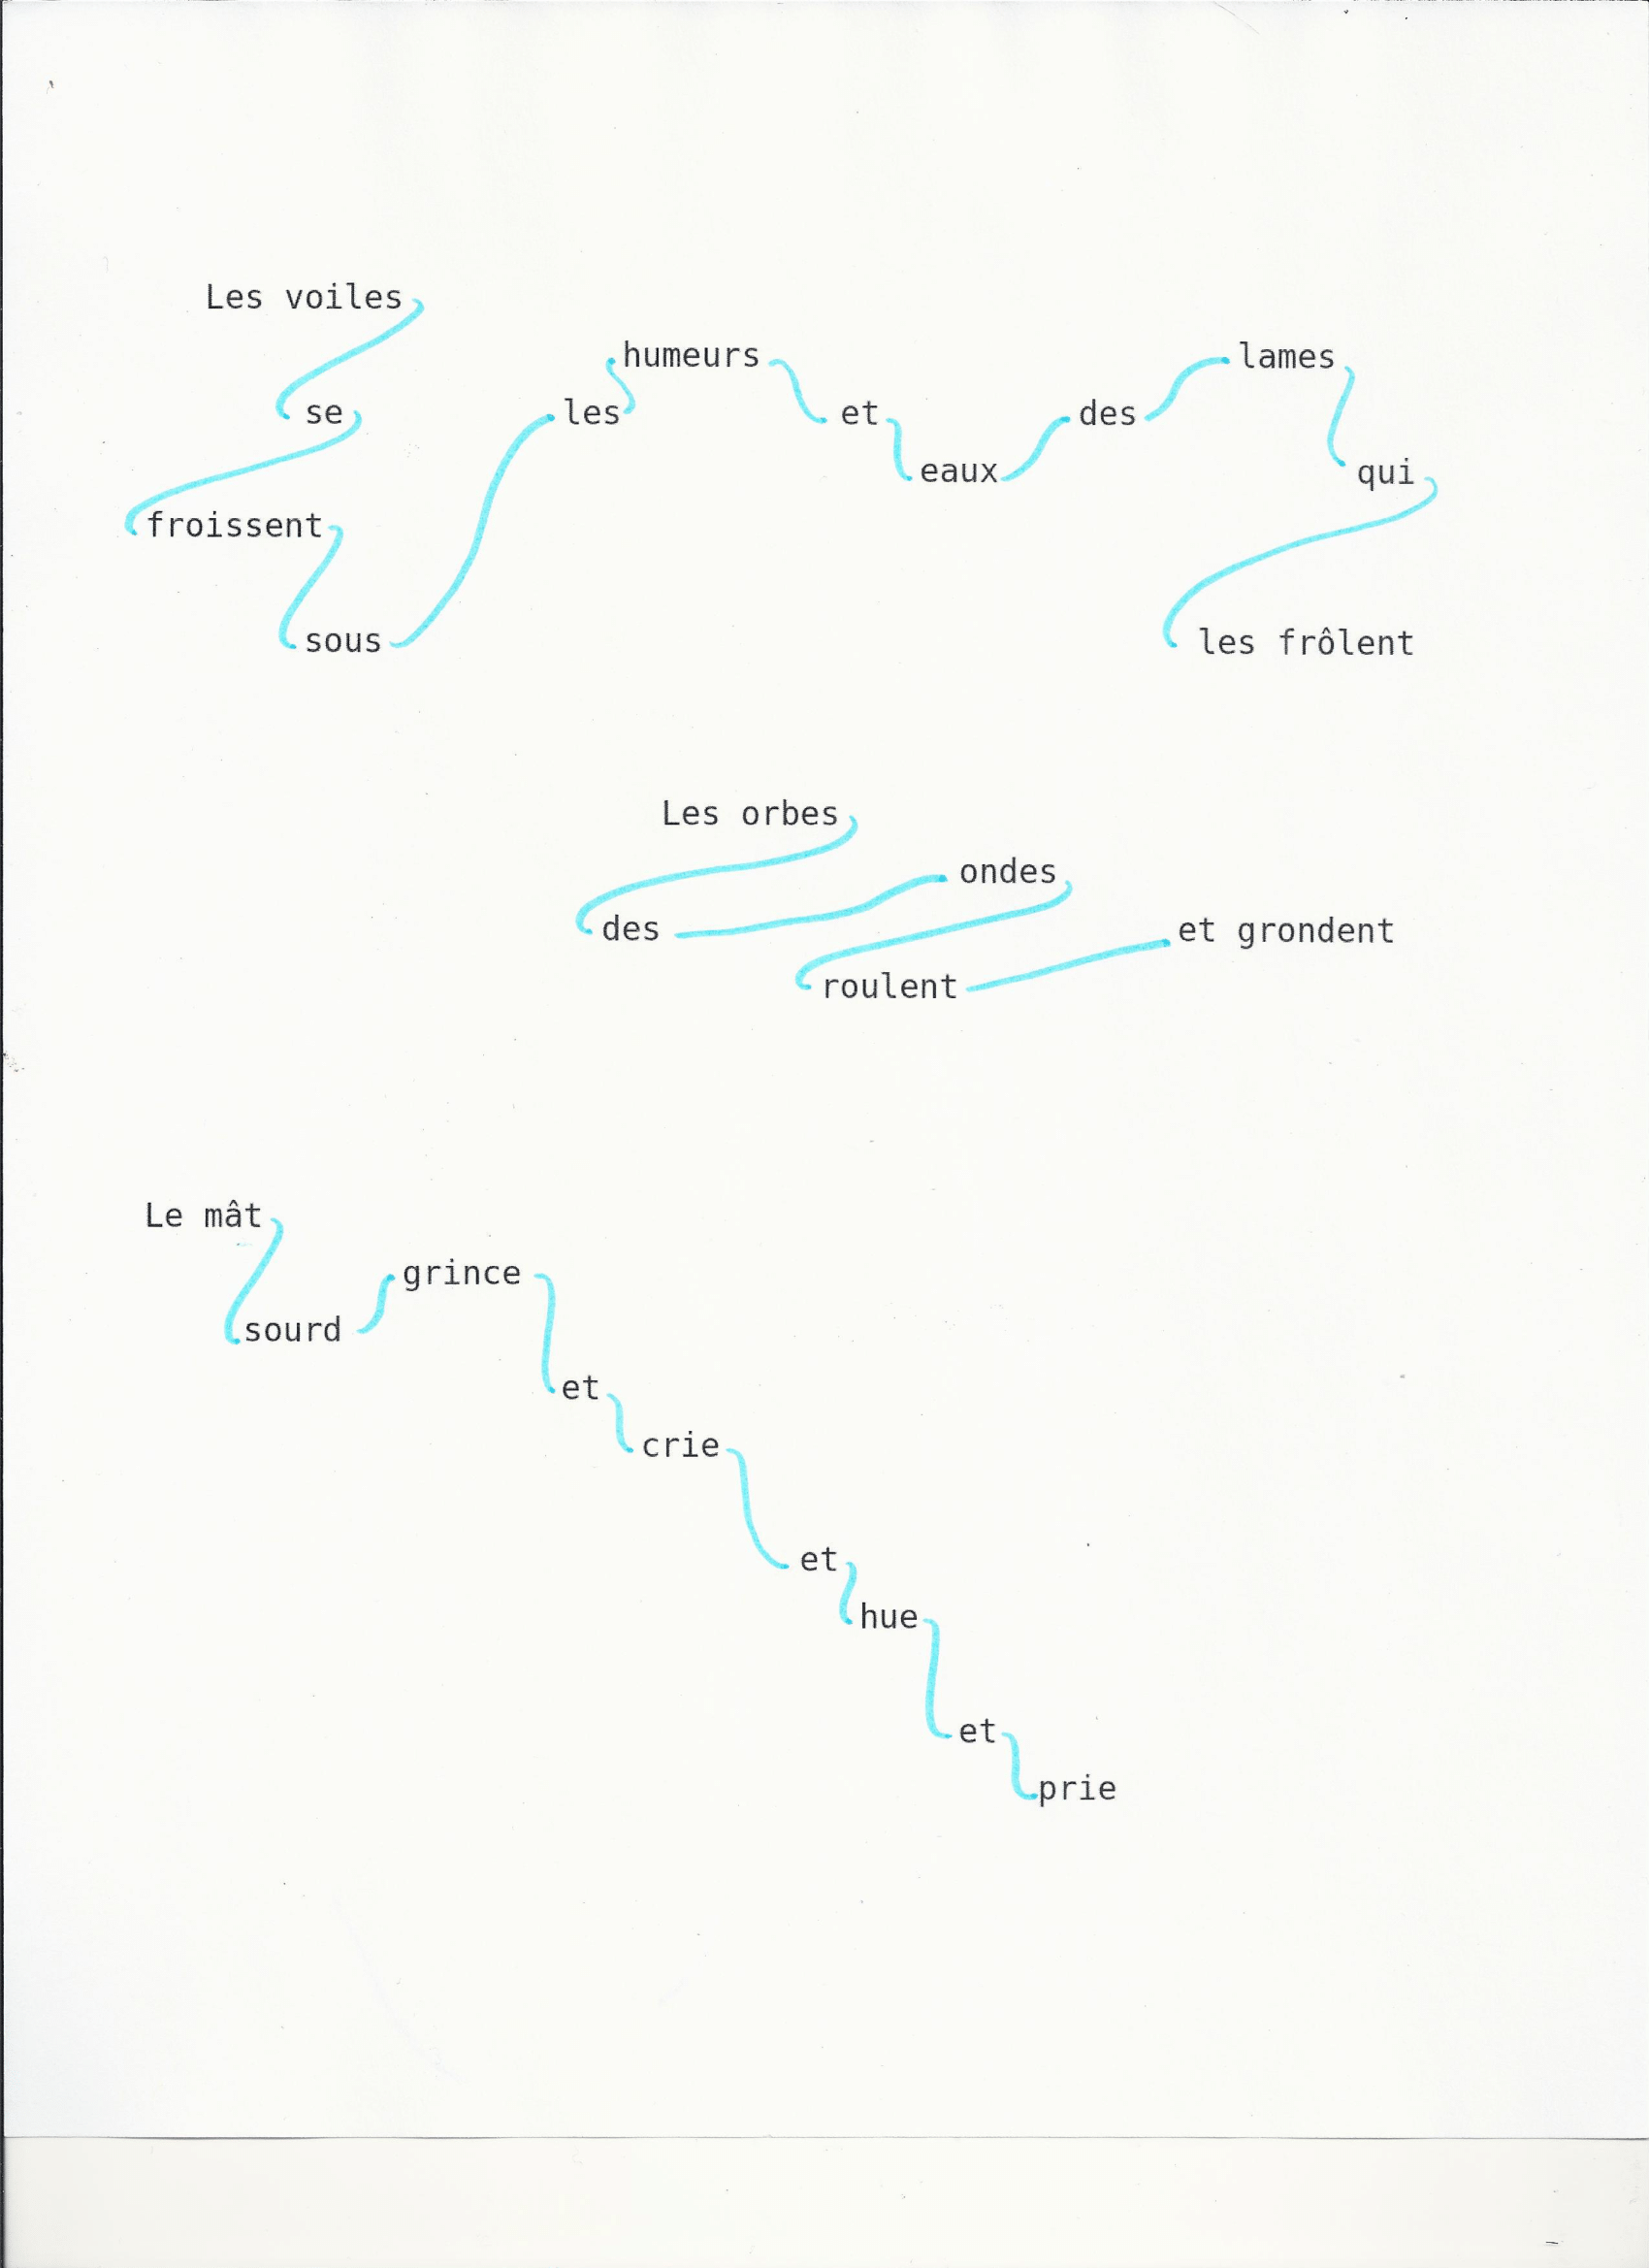 Les voiles
se
froissent
sous
les
humeurs
et
eaux
des
lames
qui
les frôlent
Les orbes
des
ondes
roulent
et grondent
Le mât
sourd
grince
et
crie
et
hue
et
prie